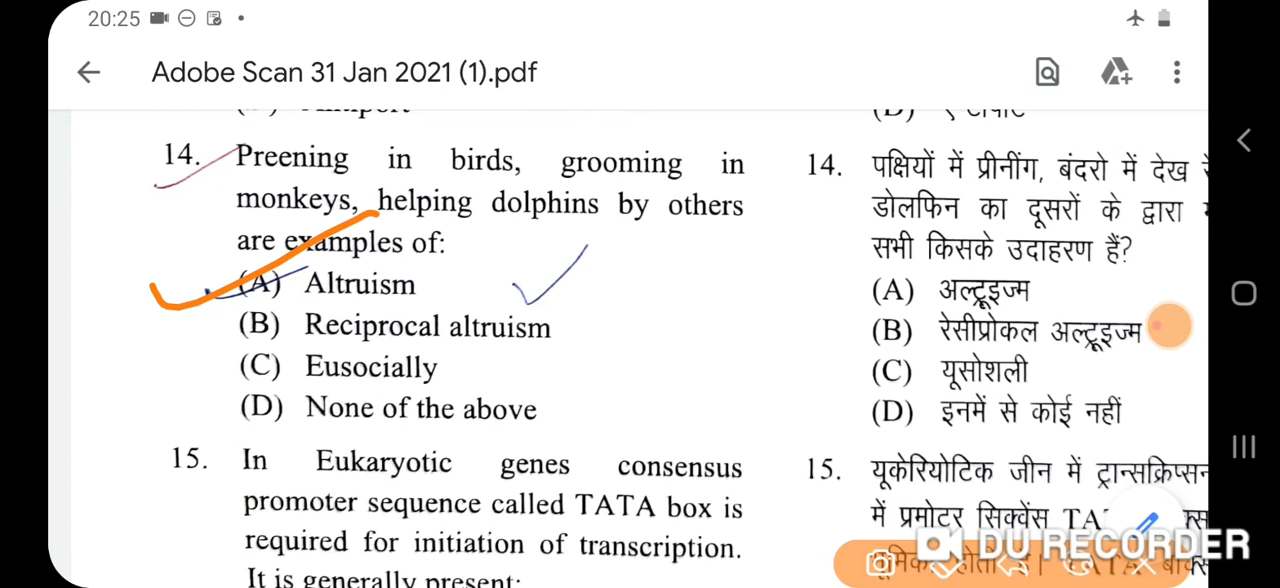 20:25
Adobe Scan 31 Jan 2021 (1).pdf
14. Preening in birds, grooming in
monkeys, helping dolphins by others
are examples of:
(A) Altruism
(B) Reciprocal altruism
(C) Eusocially
(D) None of the above
15. In Eukaryotic genes consensus
promoter sequence called TATA box is
required for initiation of transcription.
It is generally present:
14. पक्षियों में प्रीनींग, बंदरो में देख
डोलफिन का दूसरों के द्वारा
सभी किसके उदाहरण हैं?
(A) अल्ट्रूइज्म
(B) रेसीप्रोकल अल्ट्रूइज्म
(C) यूसोशली
(D) इनमें से कोई नहीं
15. यूकेरियोटिक जीन में ट्रान्सक्रिप्सन
में प्रमोटर सिक्वेंस
DU RECORDER